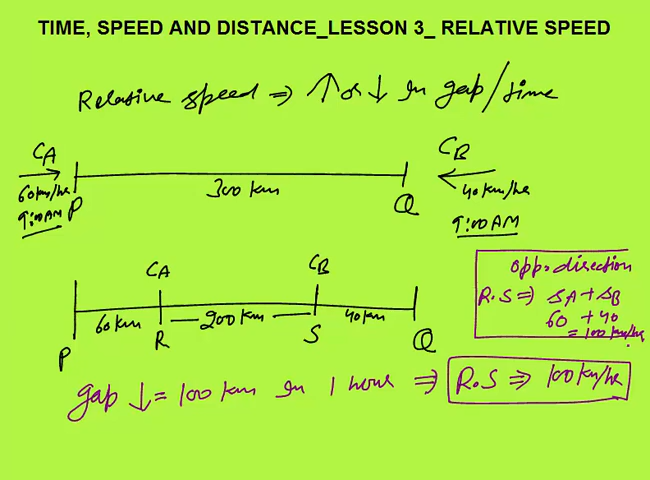 TIME, SPEED AND DISTANCE_LESSON 3_ RELATIVE SPEED
Relative speed ⇒ ↑ or ↓ in gap/time
CA CB
60 km/hr 300 km 40 km/hr
9:00 AM P Q 9:00 AM
CA CB
60 km 200 km 40 km
P R S Q
opp. direction
R.S ⇒ SA + SB
60 + 40
= 100 km/hr
gap ↓ = 100 km in 1 hour ⇒ R.S ⇒ 100 km/hr